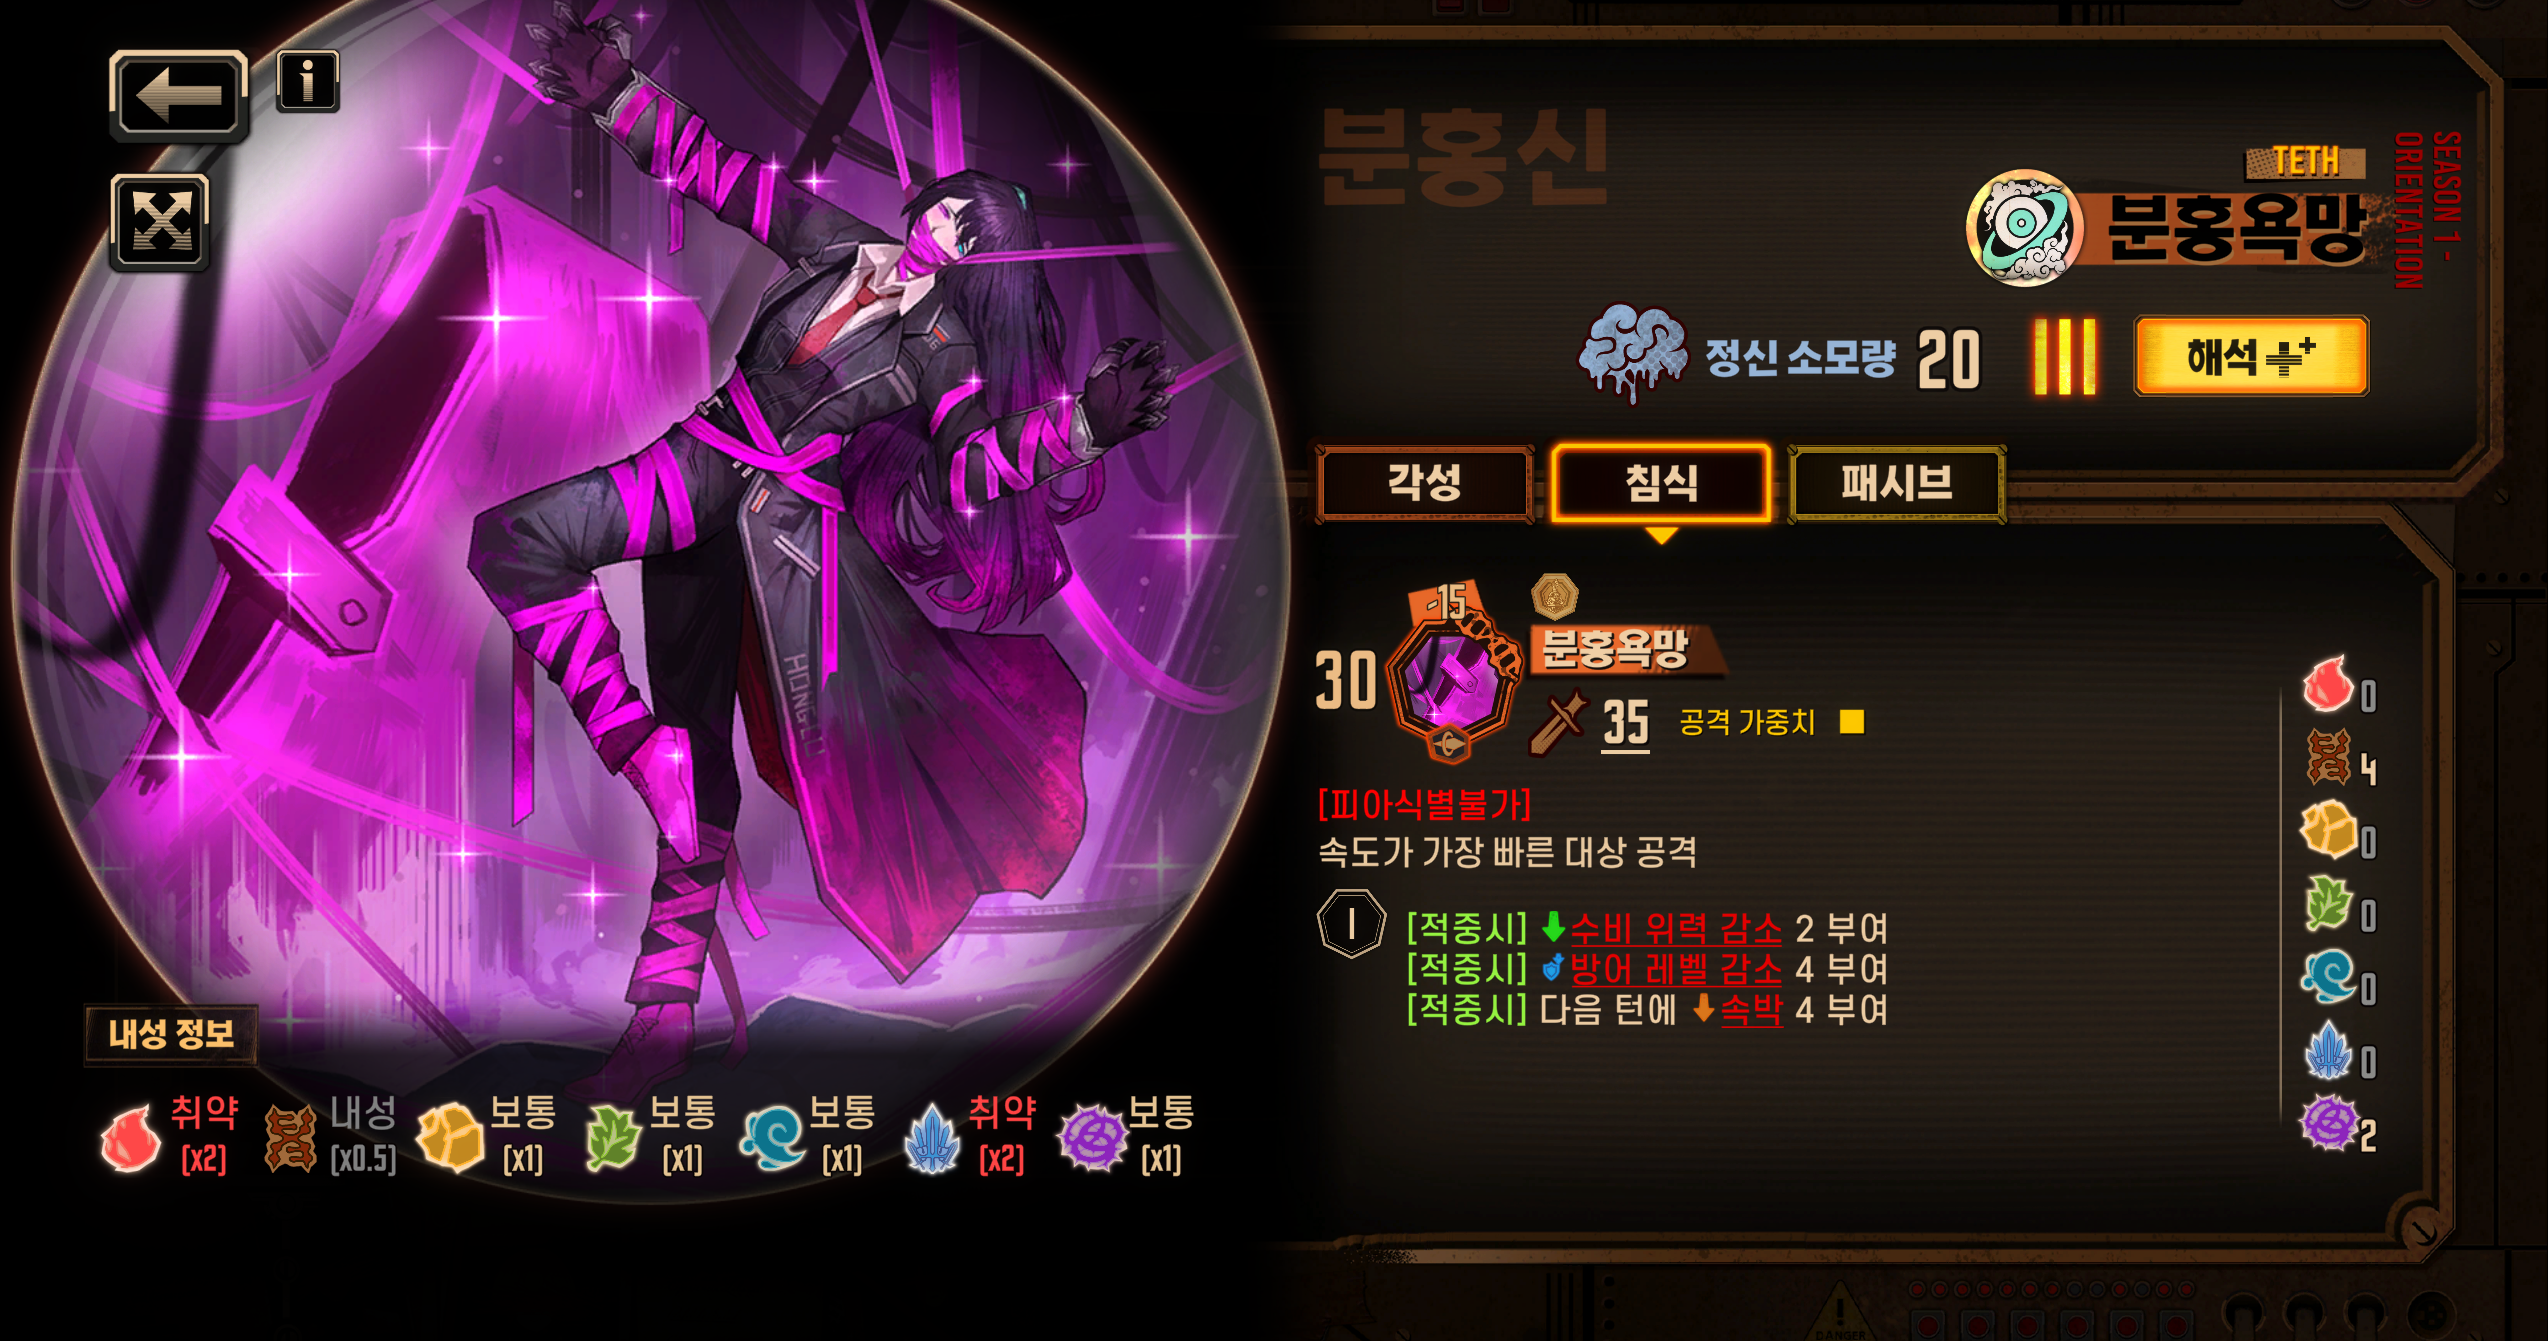 분홍신
TETH
분홍욕망
SEASON 1 -
ORIENTATION
정신 소모량 20
해석
각성 침식 패시브
-15
30
분홍욕망
35 공격 가중치
[피아식별불가]
속도가 가장 빠른 대상 공격
I
[적중시] 수비 위력 감소 2 부여
[적중시] 방어 레벨 감소 4 부여
[적중시] 다음 턴에 속박 4 부여
0
4
0
0
0
0
2
HONG LU
06
내성 정보
취약 내성 보통 보통 보통 취약 보통
[x2] [x0.5] [x1] [x1] [x1] [x2] [x1]
DANGER